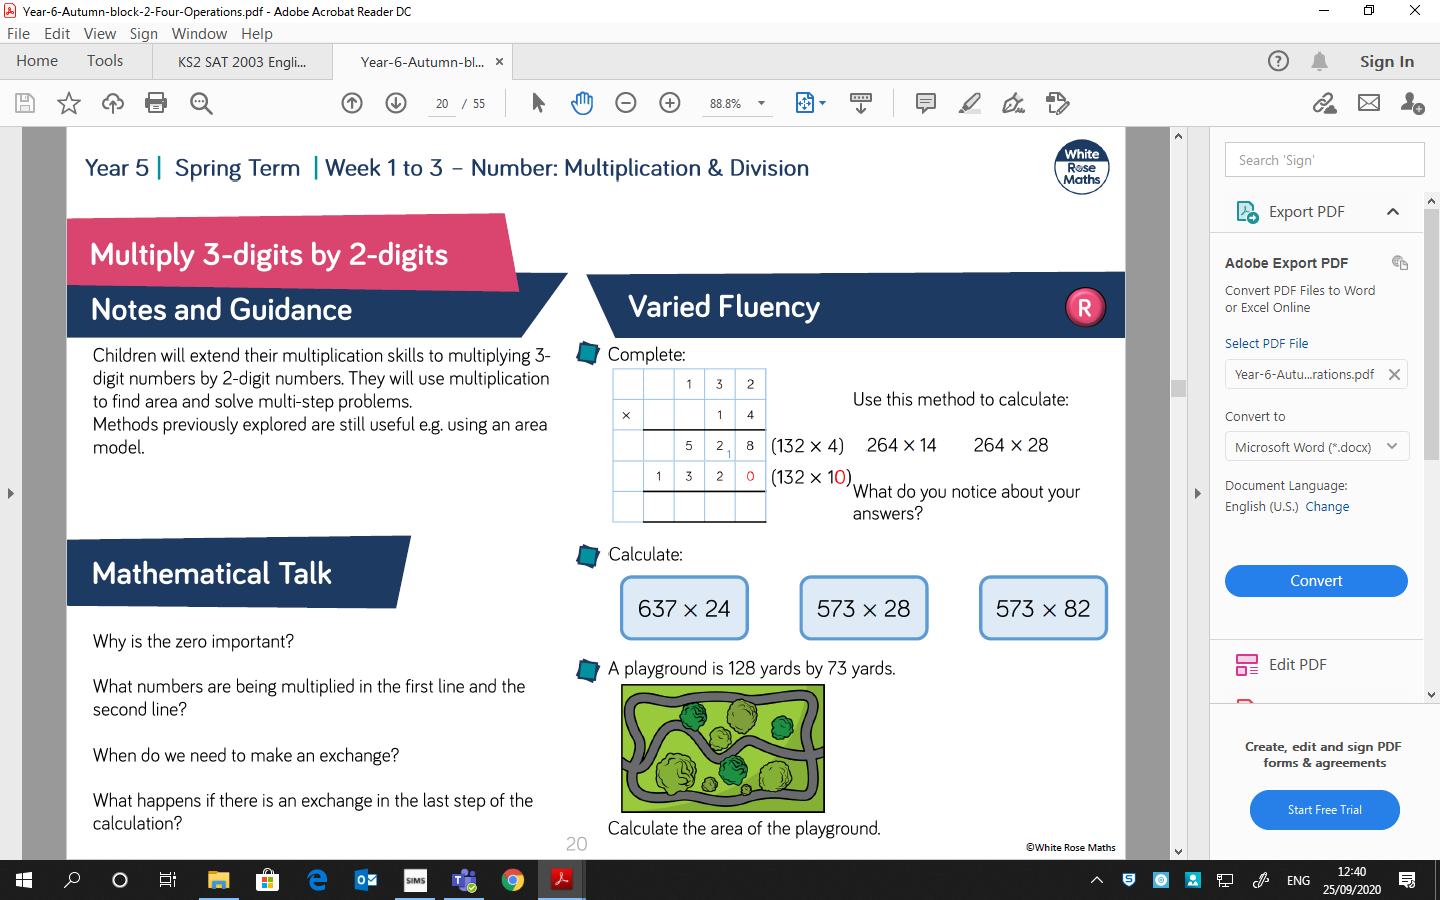 Year-6-Autumn-block-2-Four-Operations.pdf - Adobe Acrobat Reader DC
File Edit View Sign Window Help
Home Tools KS2 SAT 2003 Engli... Year-6-Autumn-bl... × Sign In
20 / 55 88.8%
Year 5 | Spring Term | Week 1 to 3 – Number: Multiplication & Division
White
Rose
Maths
Multiply 3-digits by 2-digits
Notes and Guidance
Children will extend their multiplication skills to multiplying 3-
digit numbers by 2-digit numbers. They will use multiplication
to find area and solve multi-step problems.
Methods previously explored are still useful e.g. using an area
model.
Mathematical Talk
Why is the zero important?
What numbers are being multiplied in the first line and the
second line?
When do we need to make an exchange?
What happens if there is an exchange in the last step of the
calculation?
Varied Fluency
R
Complete:
1 3 2
× 1 4
5 2 1 8 (132 × 4)
1 3 2 0 (132 × 10)
Use this method to calculate:
264 × 14 264 × 28
What do you notice about your
answers?
Calculate:
637 × 24 573 × 28 573 × 82
A playground is 128 yards by 73 yards.
Calculate the area of the playground.
20
©White Rose Maths
Search 'Sign'
Export PDF
Adobe Export PDF
Convert PDF Files to Word
or Excel Online
Select PDF File
Year-6-Autu...rations.pdf
Convert to
Microsoft Word (*.docx)
Document Language:
English (U.S.) Change
Convert
Edit PDF
Create, edit and sign PDF
forms & agreements
Start Free Trial
SIMS
ENG
12:40
25/09/2020